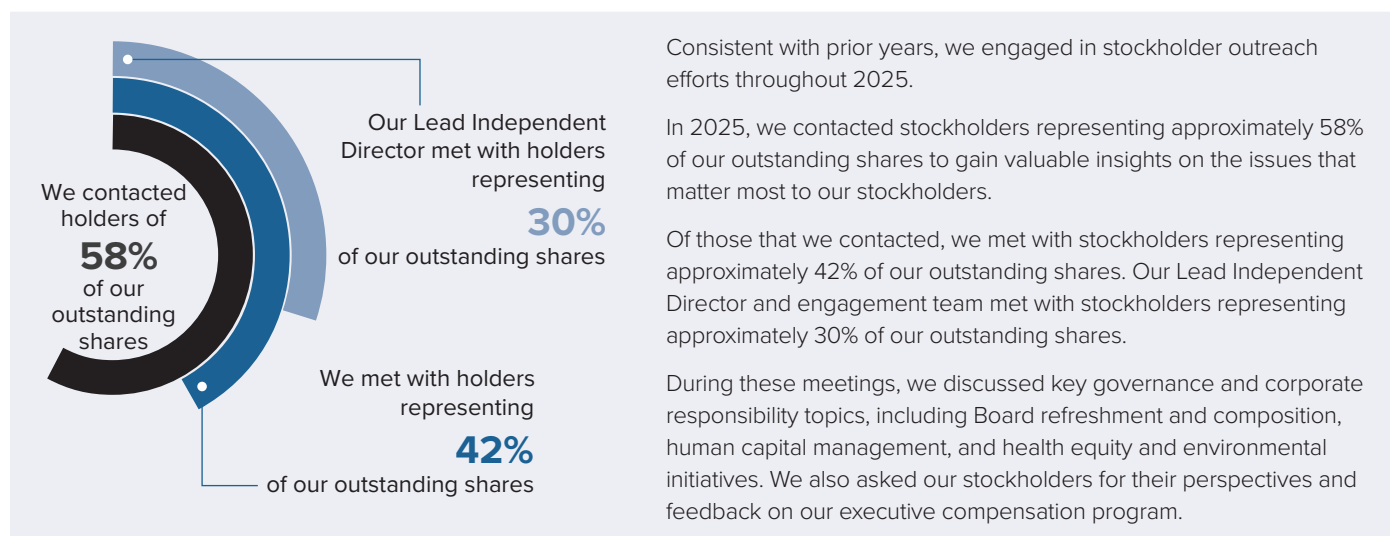 We contacted
holders of
58%
of our
outstanding
shares
Our Lead Independent
Director met with holders
representing
30%
of our outstanding shares
We met with holders
representing
42%
of our outstanding shares
Consistent with prior years, we engaged in stockholder outreach
efforts throughout 2025.
In 2025, we contacted stockholders representing approximately 58%
of our outstanding shares to gain valuable insights on the issues that
matter most to our stockholders.
Of those that we contacted, we met with stockholders representing
approximately 42% of our outstanding shares. Our Lead Independent
Director and engagement team met with stockholders representing
approximately 30% of our outstanding shares.
During these meetings, we discussed key governance and corporate
responsibility topics, including Board refreshment and composition,
human capital management, and health equity and environmental
initiatives. We also asked our stockholders for their perspectives and
feedback on our executive compensation program.